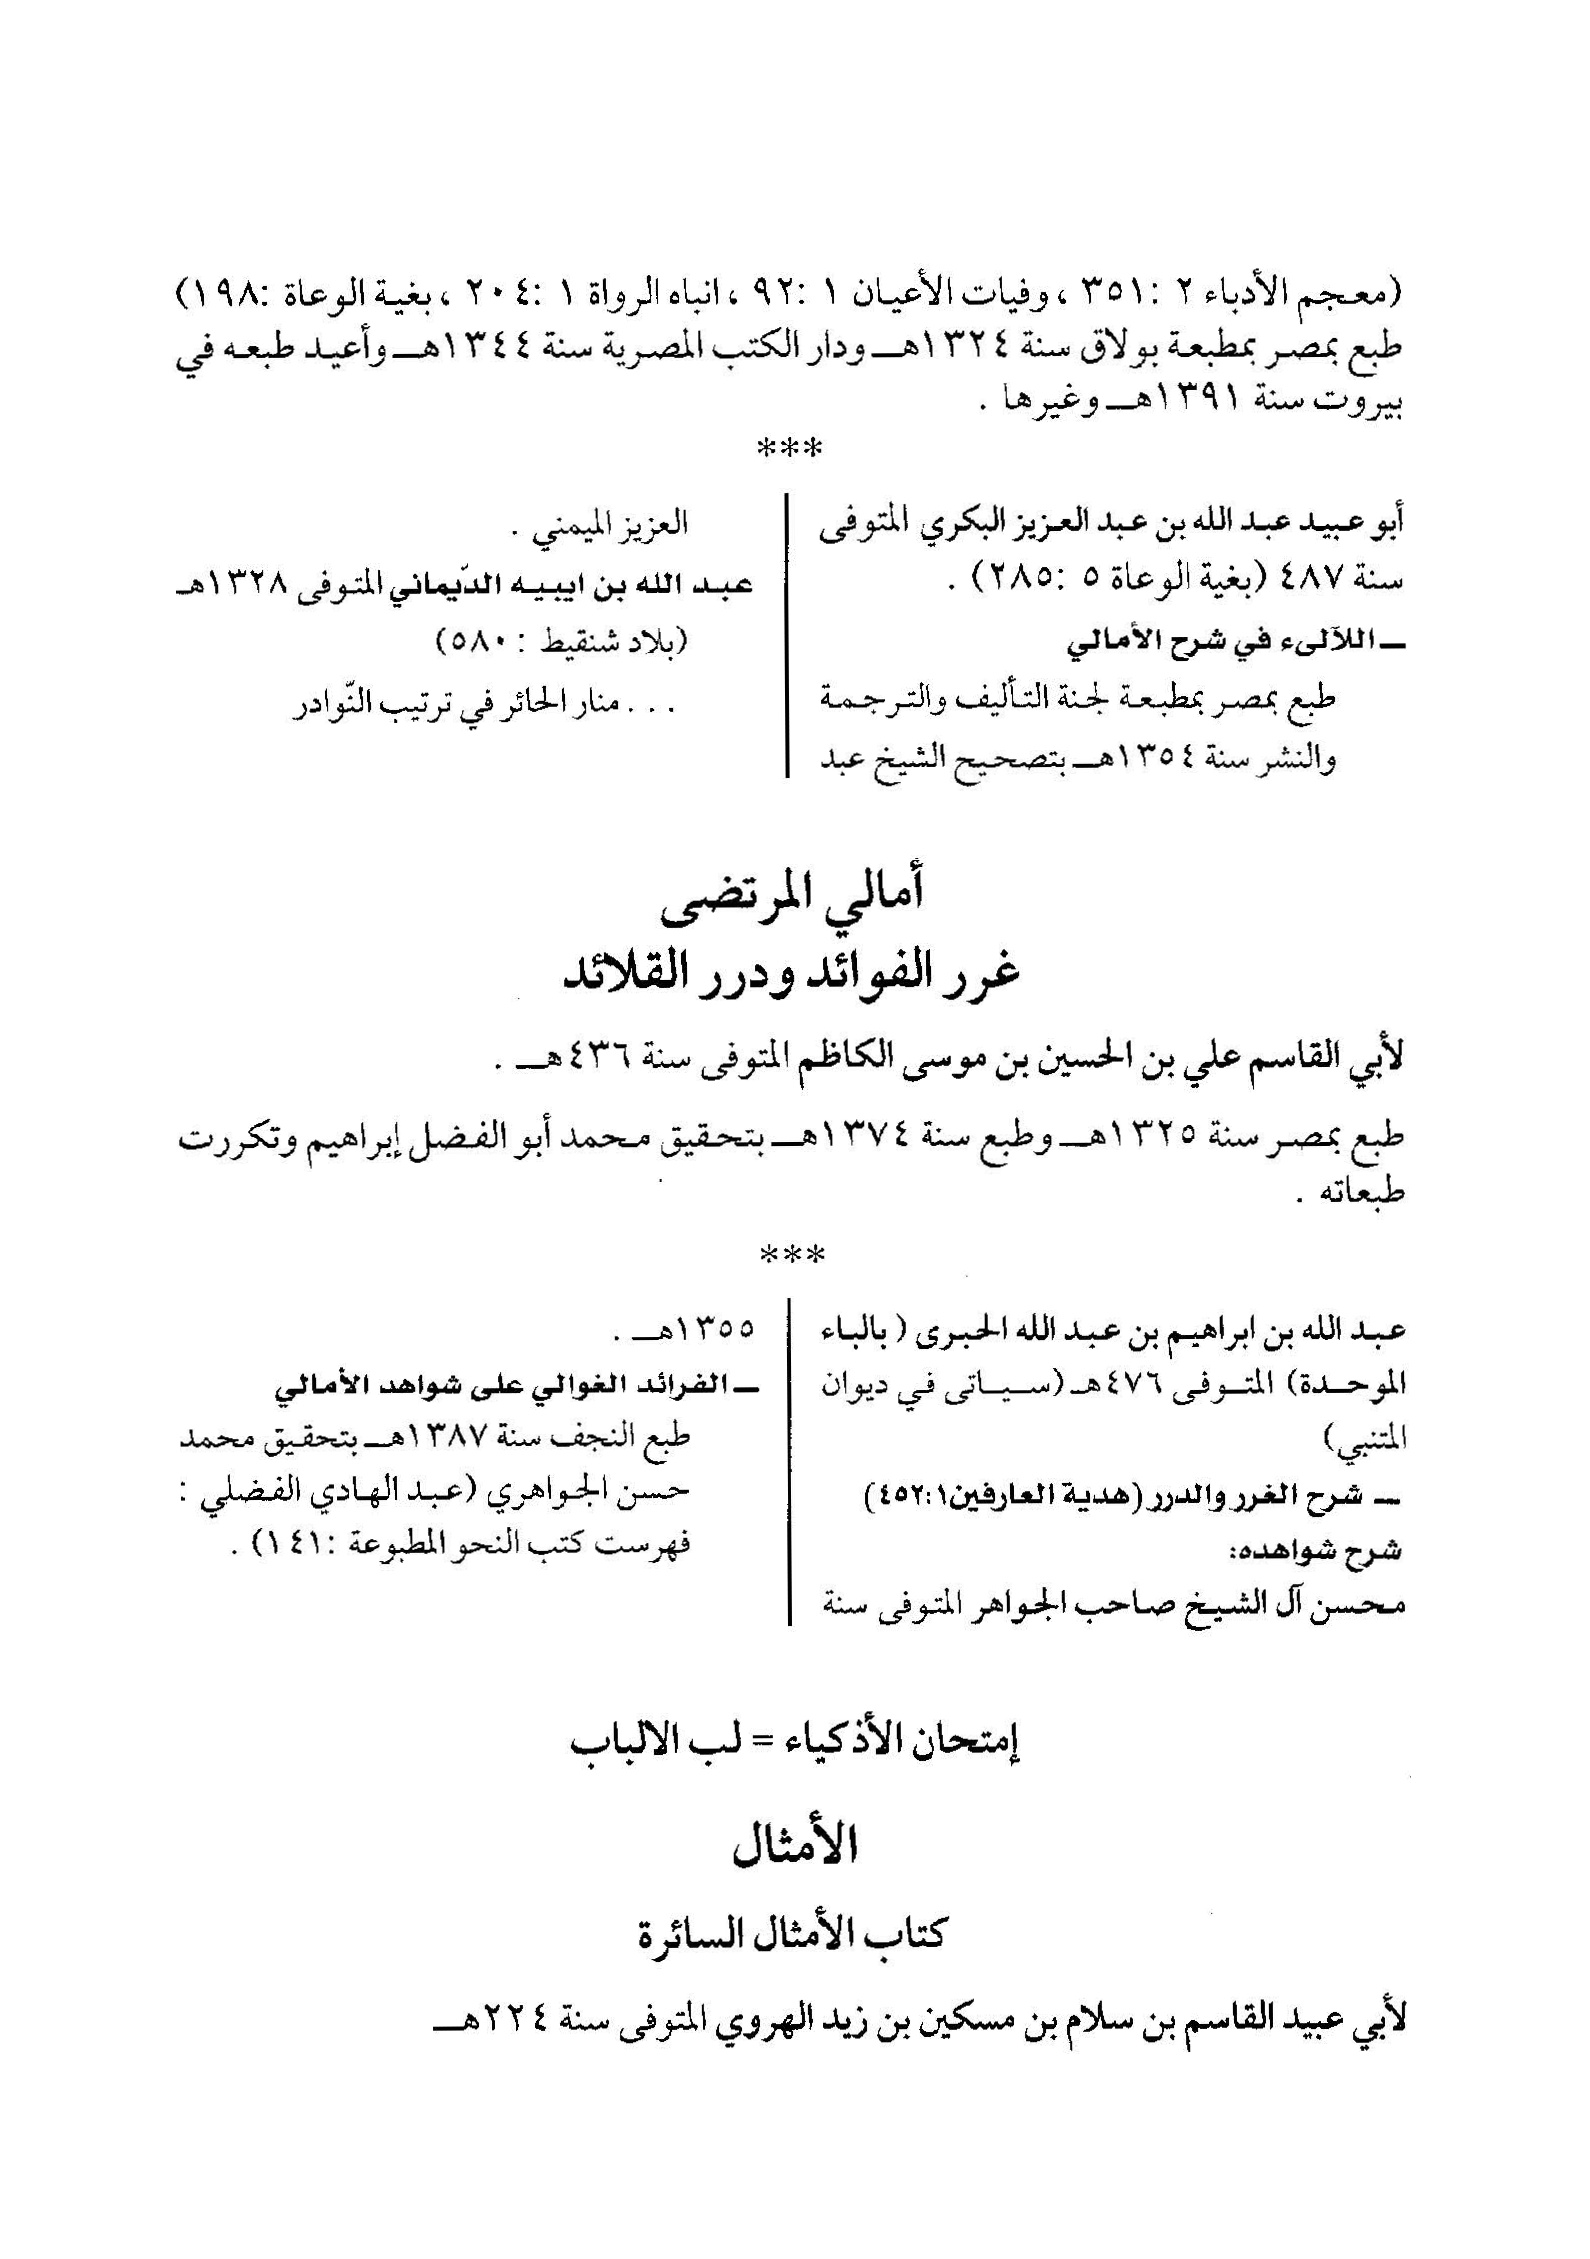 (معجم الأدباء ٢ :٣٥١ ، وفيات الأعيان ١ :٩٢ ، انباه الرواة ١ :٢٠٤ ، بغية الوعاة :١٩٨)
طبع بمصر بمطبعة بولاق سنة ١٣٢٤هـ ودار الكتب المصرية سنة ١٣٤٤هـ وأعيد طبعه في
بيروت سنة ١٣٩١هـ وغيرها .
***
أبو عبيد عبد الله بن عبد العزيز البكري المتوفى
سنة ٤٨٧ (بغية الوعاة ٥ :٢٨٥) .
ـ اللآلىء في شرح الأمالي
طبع بمصر بمطبعة لجنة التأليف والترجمة
والنشر سنة ١٣٥٤هـ بتصحيح الشيخ عبد
العزيز الميمني .
عبد الله بن ايبيه الدّيماني المتوفى ١٣٢٨هـ
(بلاد شنقيط : ٥٨٠)
. . . منار الحائر في ترتيب النّوادر
أمالي المرتضى
غرر الفوائد ودرر القلائد
لأبي القاسم علي بن الحسين بن موسى الكاظم المتوفى سنة ٤٣٦هـ .
طبع بمصر سنة ١٣٢٥هـ وطبع سنة ١٣٧٤هـ بتحقيق محمد أبو الفضل إبراهيم وتكررت
طبعاته .
***
عبد الله بن ابراهيم بن عبد الله الحبرى ( بالباء
الموحدة) المتوفى ٤٧٦هـ (سياتى في ديوان
المتنبي)
ـ شرح الغرر والدرر (هدية العارفين١:٤٥٢)
شرح شواهده:
محسن آل الشيخ صاحب الجواهر المتوفى سنة
١٣٥٥هـ .
ـ الفرائد الغوالي على شواهد الأمالي
طبع النجف سنة ١٣٨٧هـ بتحقيق محمد
حسن الجواهري (عبد الهادي الفضلي :
فهرست كتب النحو المطبوعة :١٤١) .
إمتحان الأذكياء = لب الالباب
الأمثال
كتاب الأمثال السائرة
لأبي عبيد القاسم بن سلام بن مسكين بن زيد الهروي المتوفى سنة ٢٢٤هـ